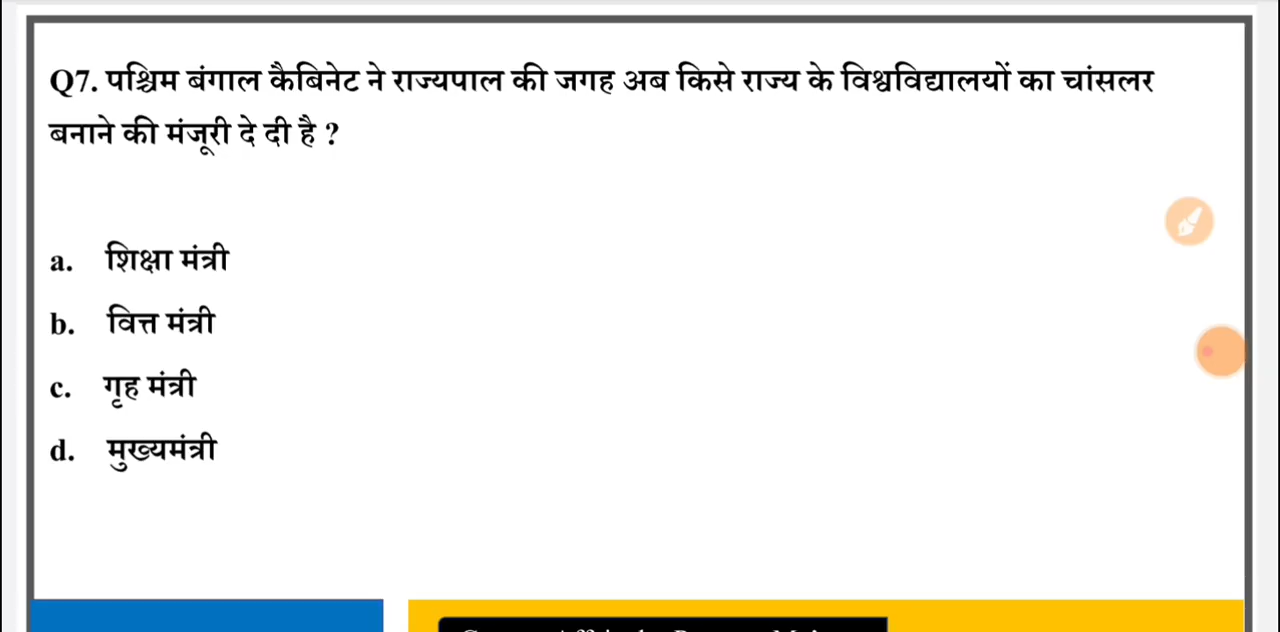 Q7. पश्चिम बंगाल कैबिनेट ने राज्यपाल की जगह अब किसे राज्य के विश्वविद्यालयों का चांसलर
बनाने की मंजूरी दे दी है ?
a. शिक्षा मंत्री
b. वित्त मंत्री
c. गृह मंत्री
d. मुख्यमंत्री